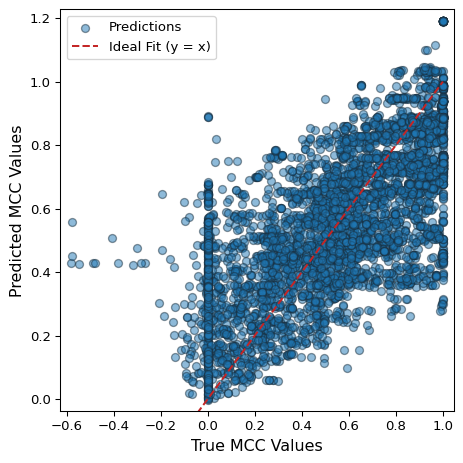 Predictions
Ideal Fit (y = x)
Predicted MCC Values
1.2
1.0
0.8
0.6
0.4
0.2
0.0
−0.6 −0.4 −0.2 0.0 0.2 0.4 0.6 0.8 1.0
True MCC Values